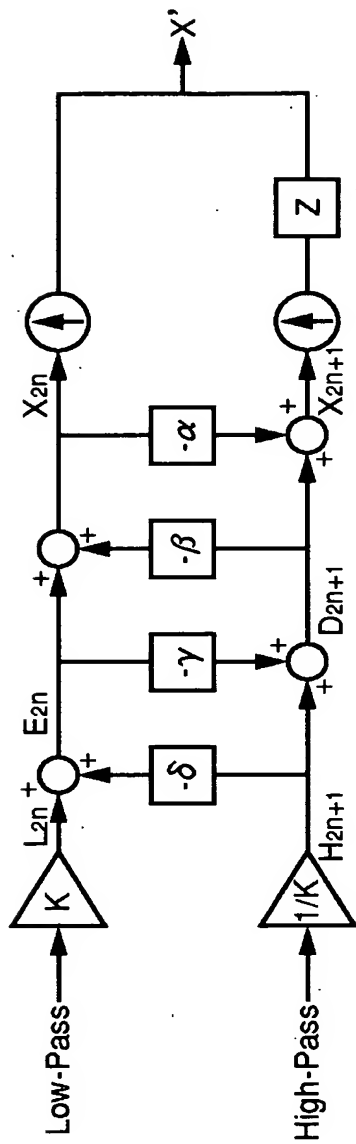 Low-Pass
K
L2n
+
+
E2n
+
+
X2n
X'
-δ
-γ
-β
-α
Z
High-Pass
1/K
H2n+1
+
+
D2n+1
+
+
X2n+1